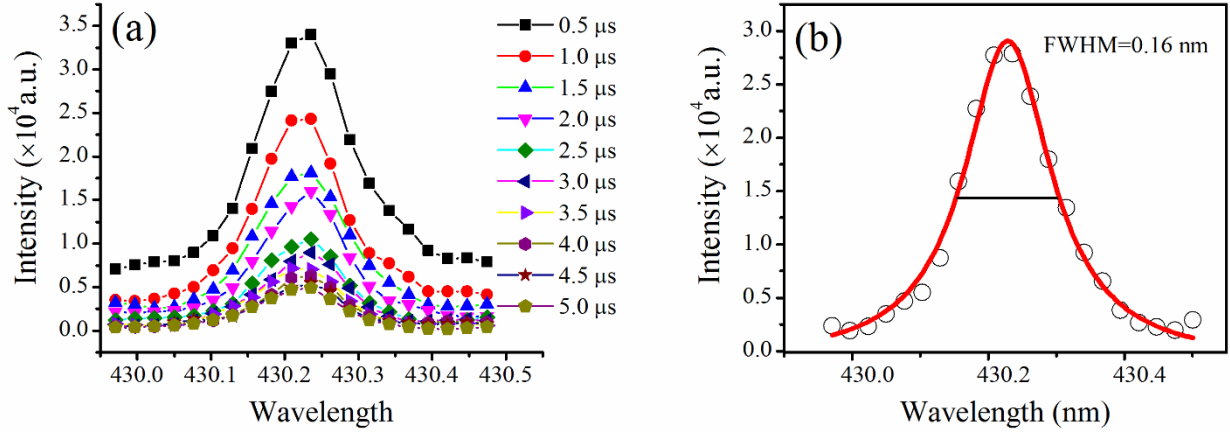 (a)
3.5
3.0
2.5
2.0
1.5
1.0
0.5
0.0
Intensity (×10⁴a.u.)
430.0 430.1 430.2 430.3 430.4 430.5
Wavelength
0.5 μs
1.0 μs
1.5 μs
2.0 μs
2.5 μs
3.0 μs
3.5 μs
4.0 μs
4.5 μs
5.0 μs
(b)
FWHM=0.16 nm
3.0
2.5
2.0
1.5
1.0
0.5
0.0
Intensity (×10⁴a.u.)
430.0 430.2 430.4
Wavelength (nm)